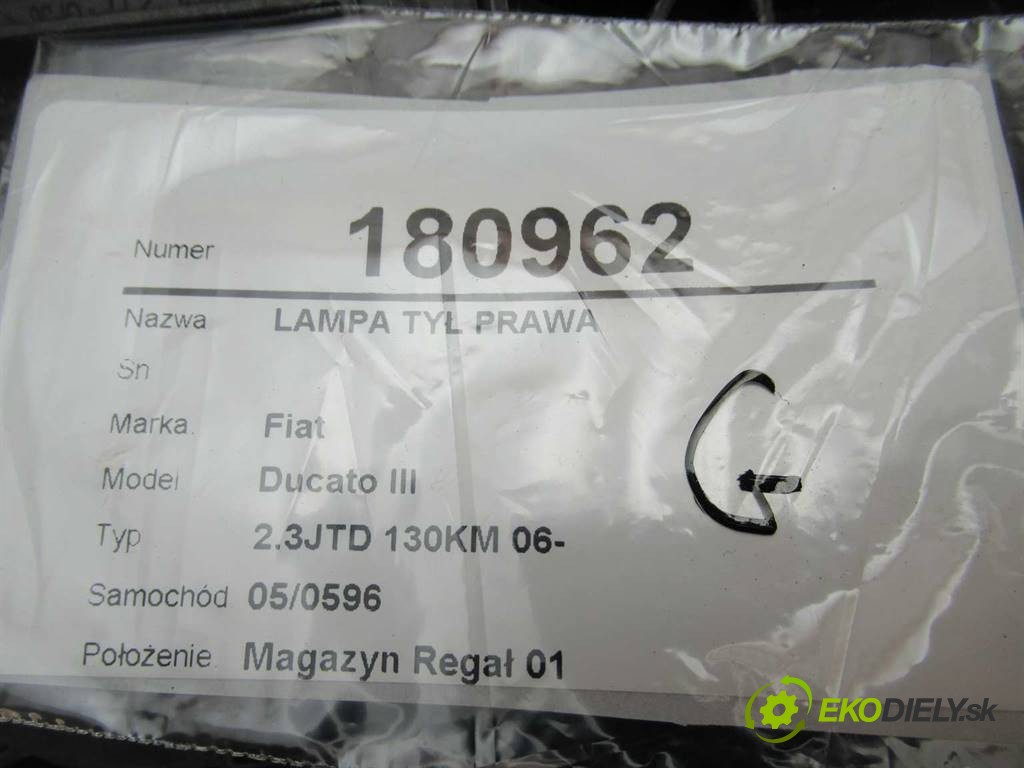 Numer 180962
Nazwa LAMPA TYŁ PRAWA
Sn
Marka Fiat
Model Ducato III
Typ 2.3JTD 130KM 06-
Samochód 05/0596
Położenie Magazyn Regał 01
G
EKODIELY.sk